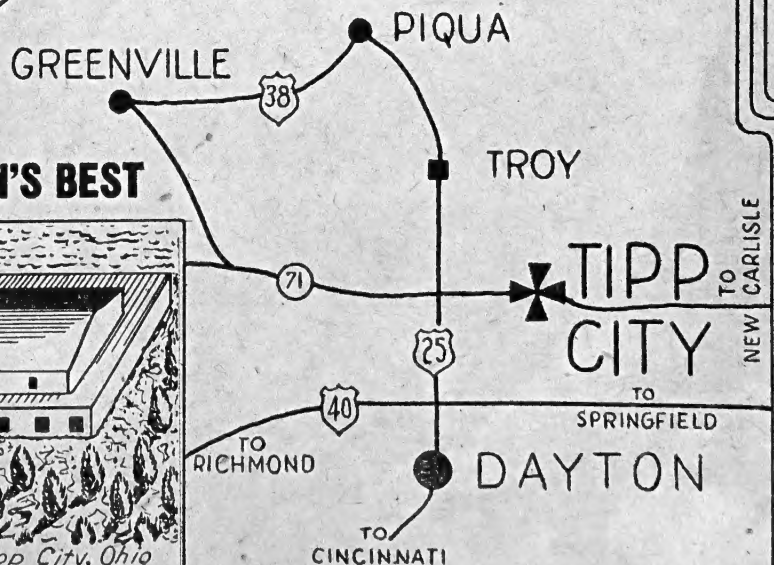 PIQUA
GREENVILLE
38
'S BEST
TROY
71
TIPP
CITY
TO
NEW CARLISLE
25
40
TO
SPRINGFIELD
TO
RICHMOND
DAYTON
TO
CINCINNATI
City, Ohio